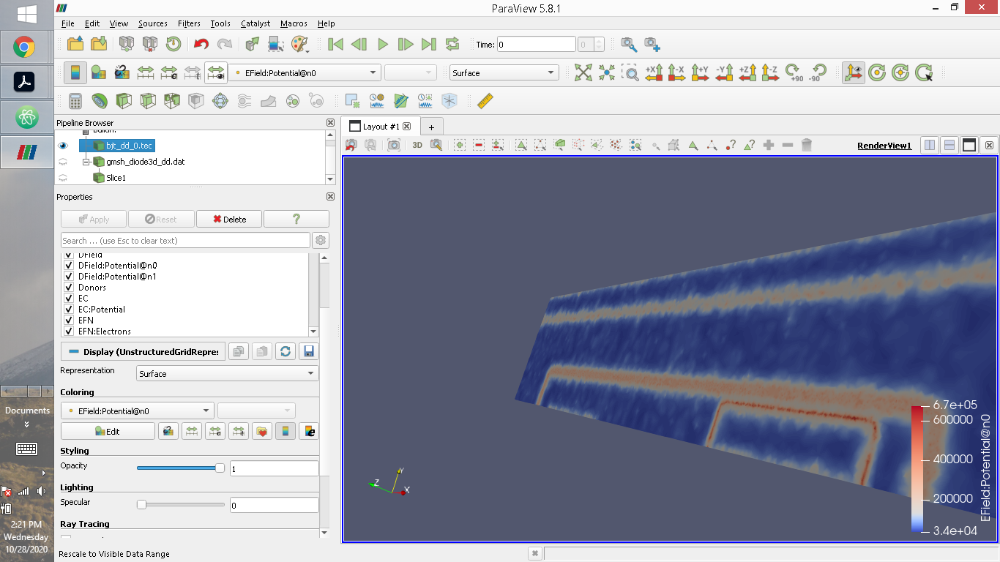 ParaView 5.8.1
File Edit View Sources Filters Tools Catalyst Macros Help
Time: 0 0
EField:Potential@n0 Surface +X -X +Y -Y +Z -Z +90 -90
Pipeline Browser
bjt_dd_0.tec
gmsh_diode3d_dd.dat
Slice1
Properties
Apply Reset Delete ?
Search ... (use Esc to clear text)
DField
DField:Potential@n0
DField:Potential@n1
Donors
EC
EC:Potential
EFN
EFN:Electrons
Display (UnstructuredGridRepres
Representation Surface
Coloring
EField:Potential@n0
Edit
Styling
Opacity 1
Lighting
Specular 0
Ray Tracing
Rescale to Visible Data Range
Layout #1 +
3D RenderView1
Y
Z
X
6.7e+05
600000
400000
200000
3.4e+04
EField:Potential@n0
Documents
2:21 PM
Wednesday
10/28/2020